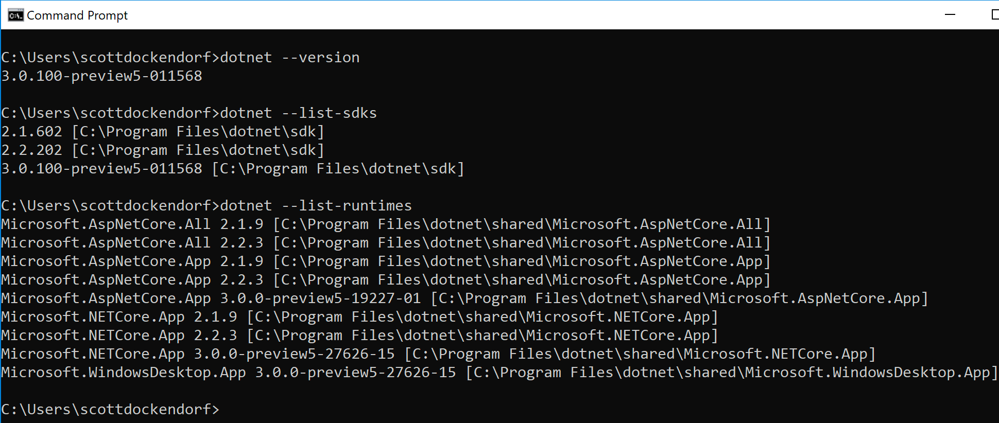 Command Prompt
C:\Users\scottdockendorf>dotnet --version
3.0.100-preview5-011568
C:\Users\scottdockendorf>dotnet --list-sdks
2.1.602 [C:\Program Files\dotnet\sdk]
2.2.202 [C:\Program Files\dotnet\sdk]
3.0.100-preview5-011568 [C:\Program Files\dotnet\sdk]
C:\Users\scottdockendorf>dotnet --list-runtimes
Microsoft.AspNetCore.All 2.1.9 [C:\Program Files\dotnet\shared\Microsoft.AspNetCore.All]
Microsoft.AspNetCore.All 2.2.3 [C:\Program Files\dotnet\shared\Microsoft.AspNetCore.All]
Microsoft.AspNetCore.App 2.1.9 [C:\Program Files\dotnet\shared\Microsoft.AspNetCore.App]
Microsoft.AspNetCore.App 2.2.3 [C:\Program Files\dotnet\shared\Microsoft.AspNetCore.App]
Microsoft.AspNetCore.App 3.0.0-preview5-19227-01 [C:\Program Files\dotnet\shared\Microsoft.AspNetCore.App]
Microsoft.NETCore.App 2.1.9 [C:\Program Files\dotnet\shared\Microsoft.NETCore.App]
Microsoft.NETCore.App 2.2.3 [C:\Program Files\dotnet\shared\Microsoft.NETCore.App]
Microsoft.NETCore.App 3.0.0-preview5-27626-15 [C:\Program Files\dotnet\shared\Microsoft.NETCore.App]
Microsoft.WindowsDesktop.App 3.0.0-preview5-27626-15 [C:\Program Files\dotnet\shared\Microsoft.WindowsDesktop.App]
C:\Users\scottdockendorf>